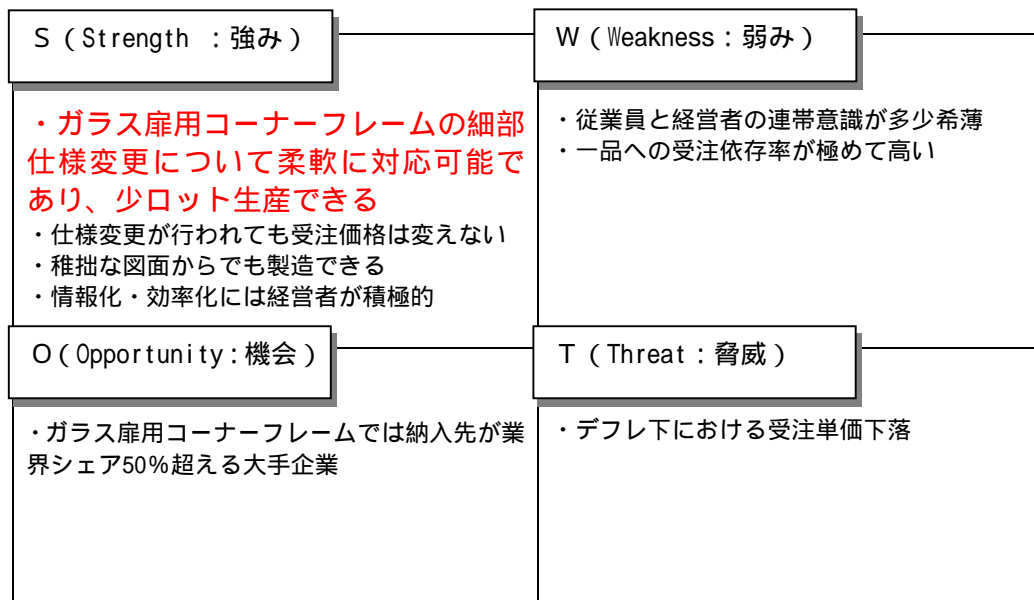 S(Strength :強み)
・ガラス扉用コーナーフレームの細部
仕様変更について柔軟に対応可能で
あり、少ロット生産できる
・仕様変更が行われても受注価格は変えない
・稚拙な図面からでも製造できる
・情報化・効率化には経営者が積極的
W(Weakness:弱み)
・従業員と経営者の連帯意識が多少希薄
・一品への受注依存率が極めて高い
O(Opportunity:機会)
・ガラス扉用コーナーフレームでは納入先が業
界シェア50%超える大手企業
T(Threat:脅威)
・デフレ下における受注単価下落